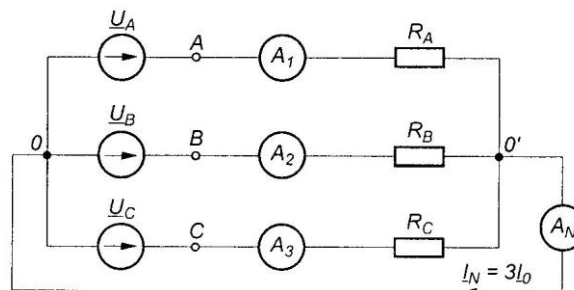 U_A
A
A_1
R_A
U_B
0
B
A_2
R_B
0'
U_C
C
A_3
R_C
A_N
I_N = 3I_0